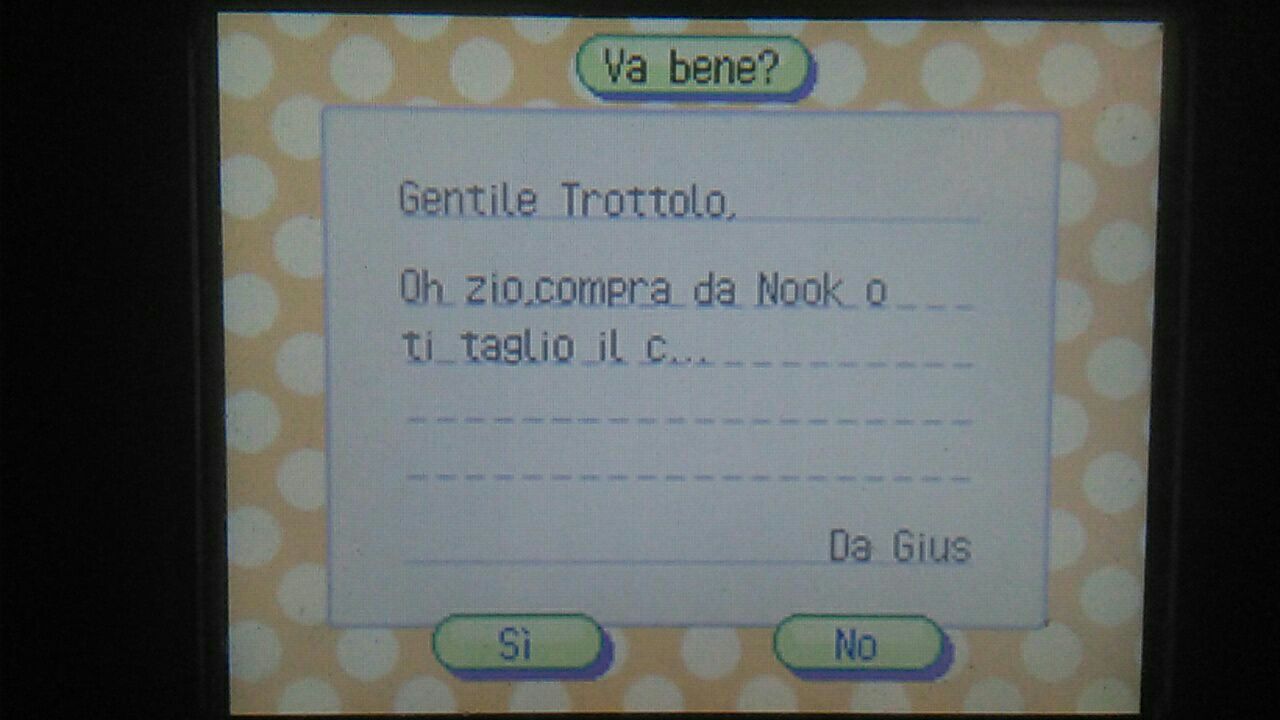 Va bene?
Gentile Trottolo,
Oh zio,compra da Nook o
ti taglio il c...
Da Gius
Sì
No